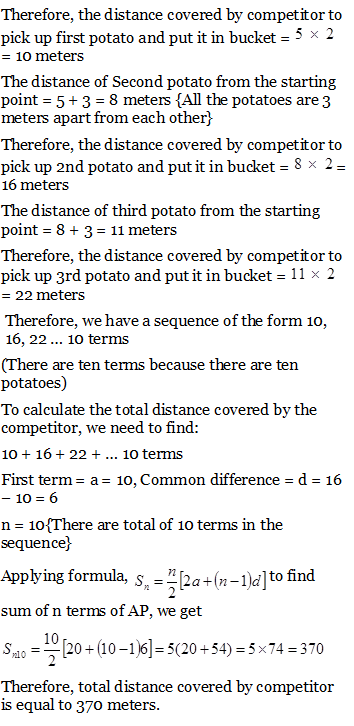 Therefore, the distance covered by competitor to
pick up first potato and put it in bucket = 5 × 2
= 10 meters
The distance of Second potato from the starting
point = 5 + 3 = 8 meters {All the potatoes are 3
meters apart from each other}
Therefore, the distance covered by competitor to
pick up 2nd potato and put it in bucket = 8 × 2 =
16 meters
The distance of third potato from the starting
point = 8 + 3 = 11 meters
Therefore, the distance covered by competitor to
pick up 3rd potato and put it in bucket = 11 × 2
= 22 meters
Therefore, we have a sequence of the form 10,
16, 22 ... 10 terms
(There are ten terms because there are ten
potatoes)
To calculate the total distance covered by the
competitor, we need to find:
10 + 16 + 22 + ... 10 terms
First term = a = 10, Common difference = d = 16
– 10 = 6
n = 10{There are total of 10 terms in the
sequence}
Applying formula, Sₙ = n/2[2a+(n−1)d] to find
sum of n terms of AP, we get
Sₙ₁₀ = 10/2[20+(10−1)6] = 5(20+54) = 5×74 = 370
Therefore, total distance covered by competitor
is equal to 370 meters.